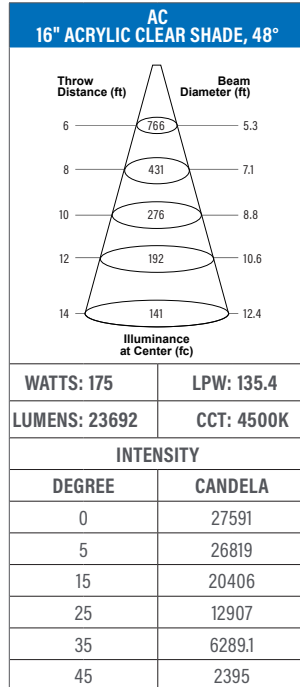 AC
16" ACRYLIC CLEAR SHADE, 48°
Throw Beam
Distance (ft) Diameter (ft)
6 766 5.3
8 431 7.1
10 276 8.8
12 192 10.6
14 141 12.4
Illuminance
at Center (fc)
WATTS: 175 LPW: 135.4
LUMENS: 23692 CCT: 4500K
INTENSITY
DEGREE CANDELA
0 27591
5 26819
15 20406
25 12907
35 6289.1
45 2395